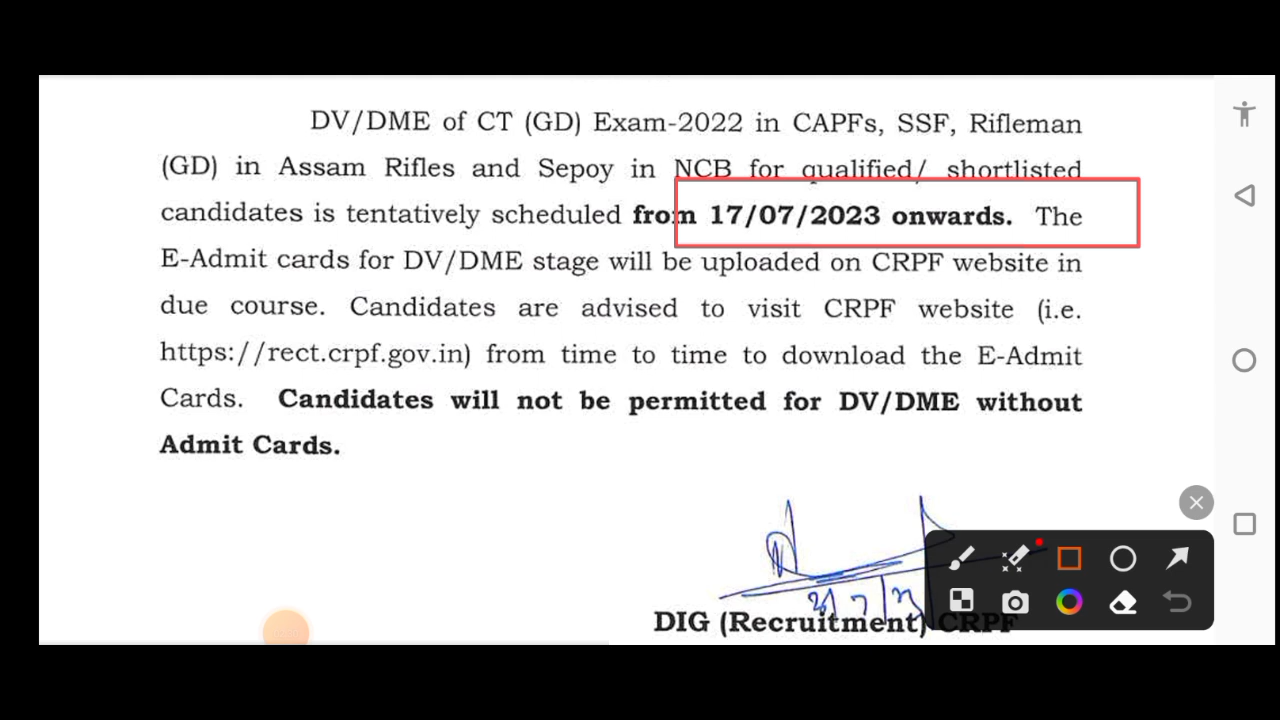 DV/DME of CT (GD) Exam-2022 in CAPFs, SSF, Rifleman
(GD) in Assam Rifles and Sepoy in NCB for qualified/ shortlisted
candidates is tentatively scheduled from 17/07/2023 onwards. The
E-Admit cards for DV/DME stage will be uploaded on CRPF website in
due course. Candidates are advised to visit CRPF website (i.e.
https://rect.crpf.gov.in) from time to time to download the E-Admit
Cards. Candidates will not be permitted for DV/DME without
Admit Cards.
DIG (Recruitment) CRPF